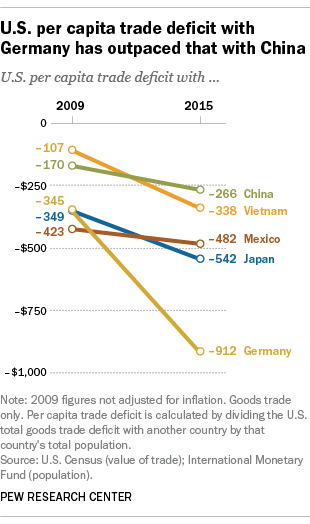 U.S. per capita trade deficit with
Germany has outpaced that with China
U.S. per capita trade deficit with ...
2009 2015
0
–107
–170
–$250
–266 China
–345
–338 Vietnam
–349
–423
–482 Mexico
–$500
–542 Japan
–$750
–912 Germany
–$1,000
Note: 2009 figures not adjusted for inflation. Goods trade
only. Per capita trade deficit is calculated by dividing the U.S.
total goods trade deficit with another country by that
country's total population.
Source: U.S. Census (value of trade); International Monetary
Fund (population).
PEW RESEARCH CENTER